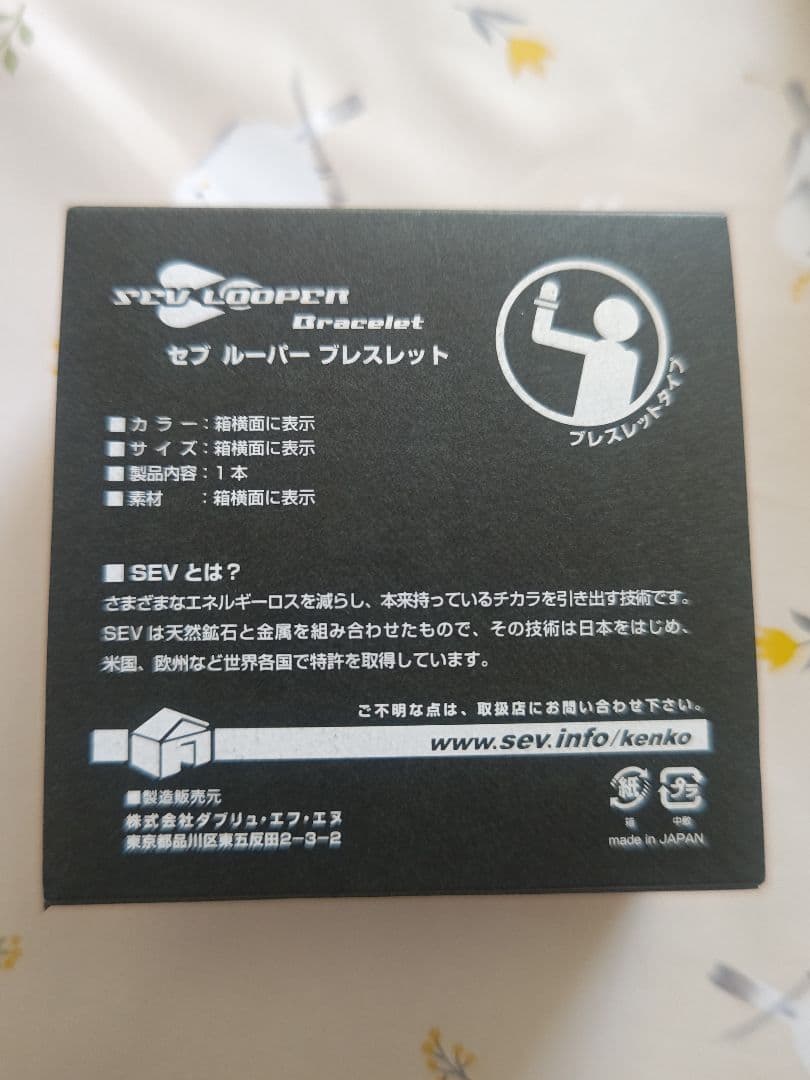 SEV LOOPER
Bracelet
セブ ルーパー ブレスレット
ブレスレットタイプ
■カラー：箱横面に表示
■サイズ：箱横面に表示
■製品内容：1本
■素材　：箱横面に表示
■SEVとは？
さまざまなエネルギーロスを減らし、本来持っているチカラを引き出す技術です。
SEVは天然鉱石と金属を組み合わせたもので、その技術は日本をはじめ、
米国、欧州など世界各国で特許を取得しています。
ご不明な点は、取扱店にお問い合わせ下さい。
www.sev.info/kenko
■製造販売元
株式会社ダブリュ・エフ・エヌ
東京都品川区東五反田2-3-2
紙
箱
プラ
中敷
made in JAPAN